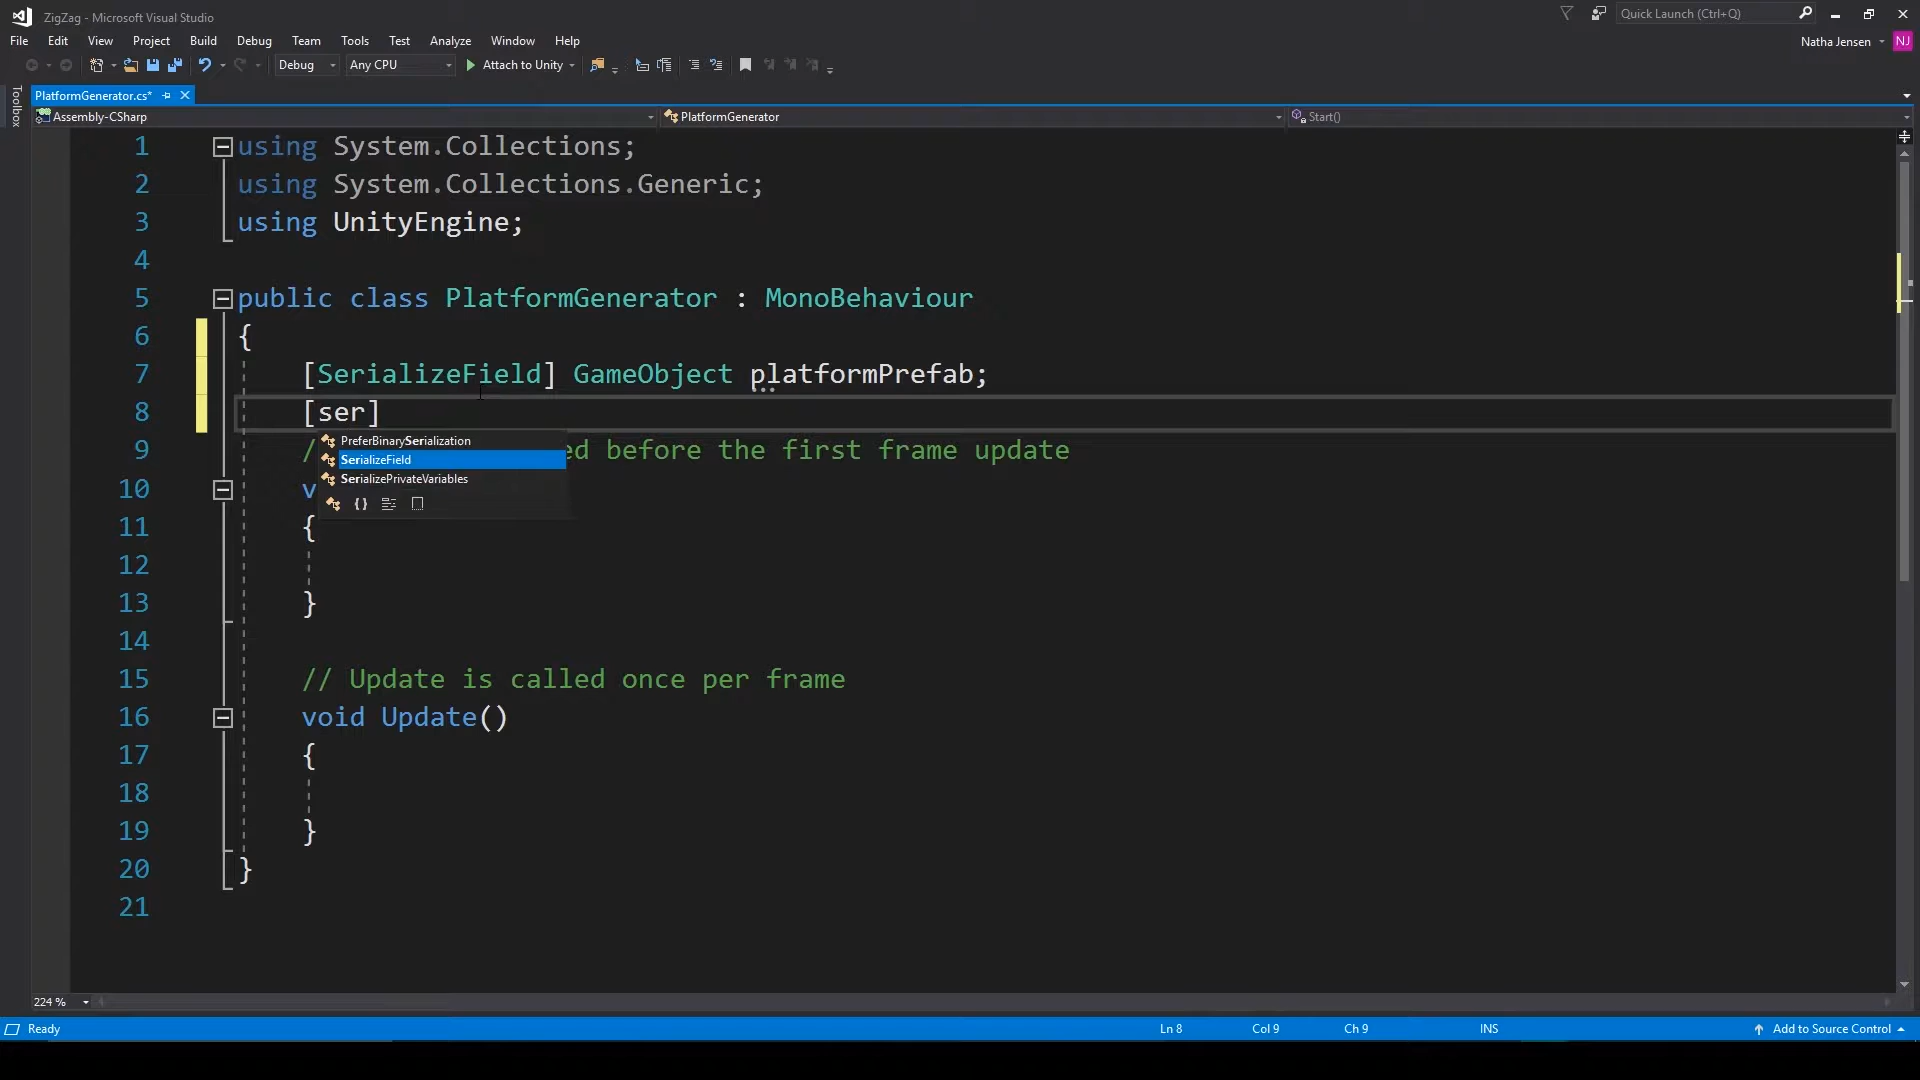 ZigZag - Microsoft Visual Studio
Quick Launch (Ctrl+Q)
File Edit View Project Build Debug Team Tools Test Analyze Window Help
Natha Jensen NJ
Debug Any CPU Attach to Unity
Toolbox
PlatformGenerator.cs*
Assembly-CSharp PlatformGenerator Start()
1 using System.Collections;
2 using System.Collections.Generic;
3 using UnityEngine;
4
5 public class PlatformGenerator : MonoBehaviour
6 {
7 [SerializeField] GameObject platformPrefab;
8 [ser]
PreferBinarySerialization
9 / ed before the first frame update
SerializeField
SerializePrivateVariables
10 v
{}
11 {
12
13 }
14
15 // Update is called once per frame
16 void Update()
17 {
18
19 }
20 }
21
224 %
Ready Ln 8 Col 9 Ch 9 INS Add to Source Control